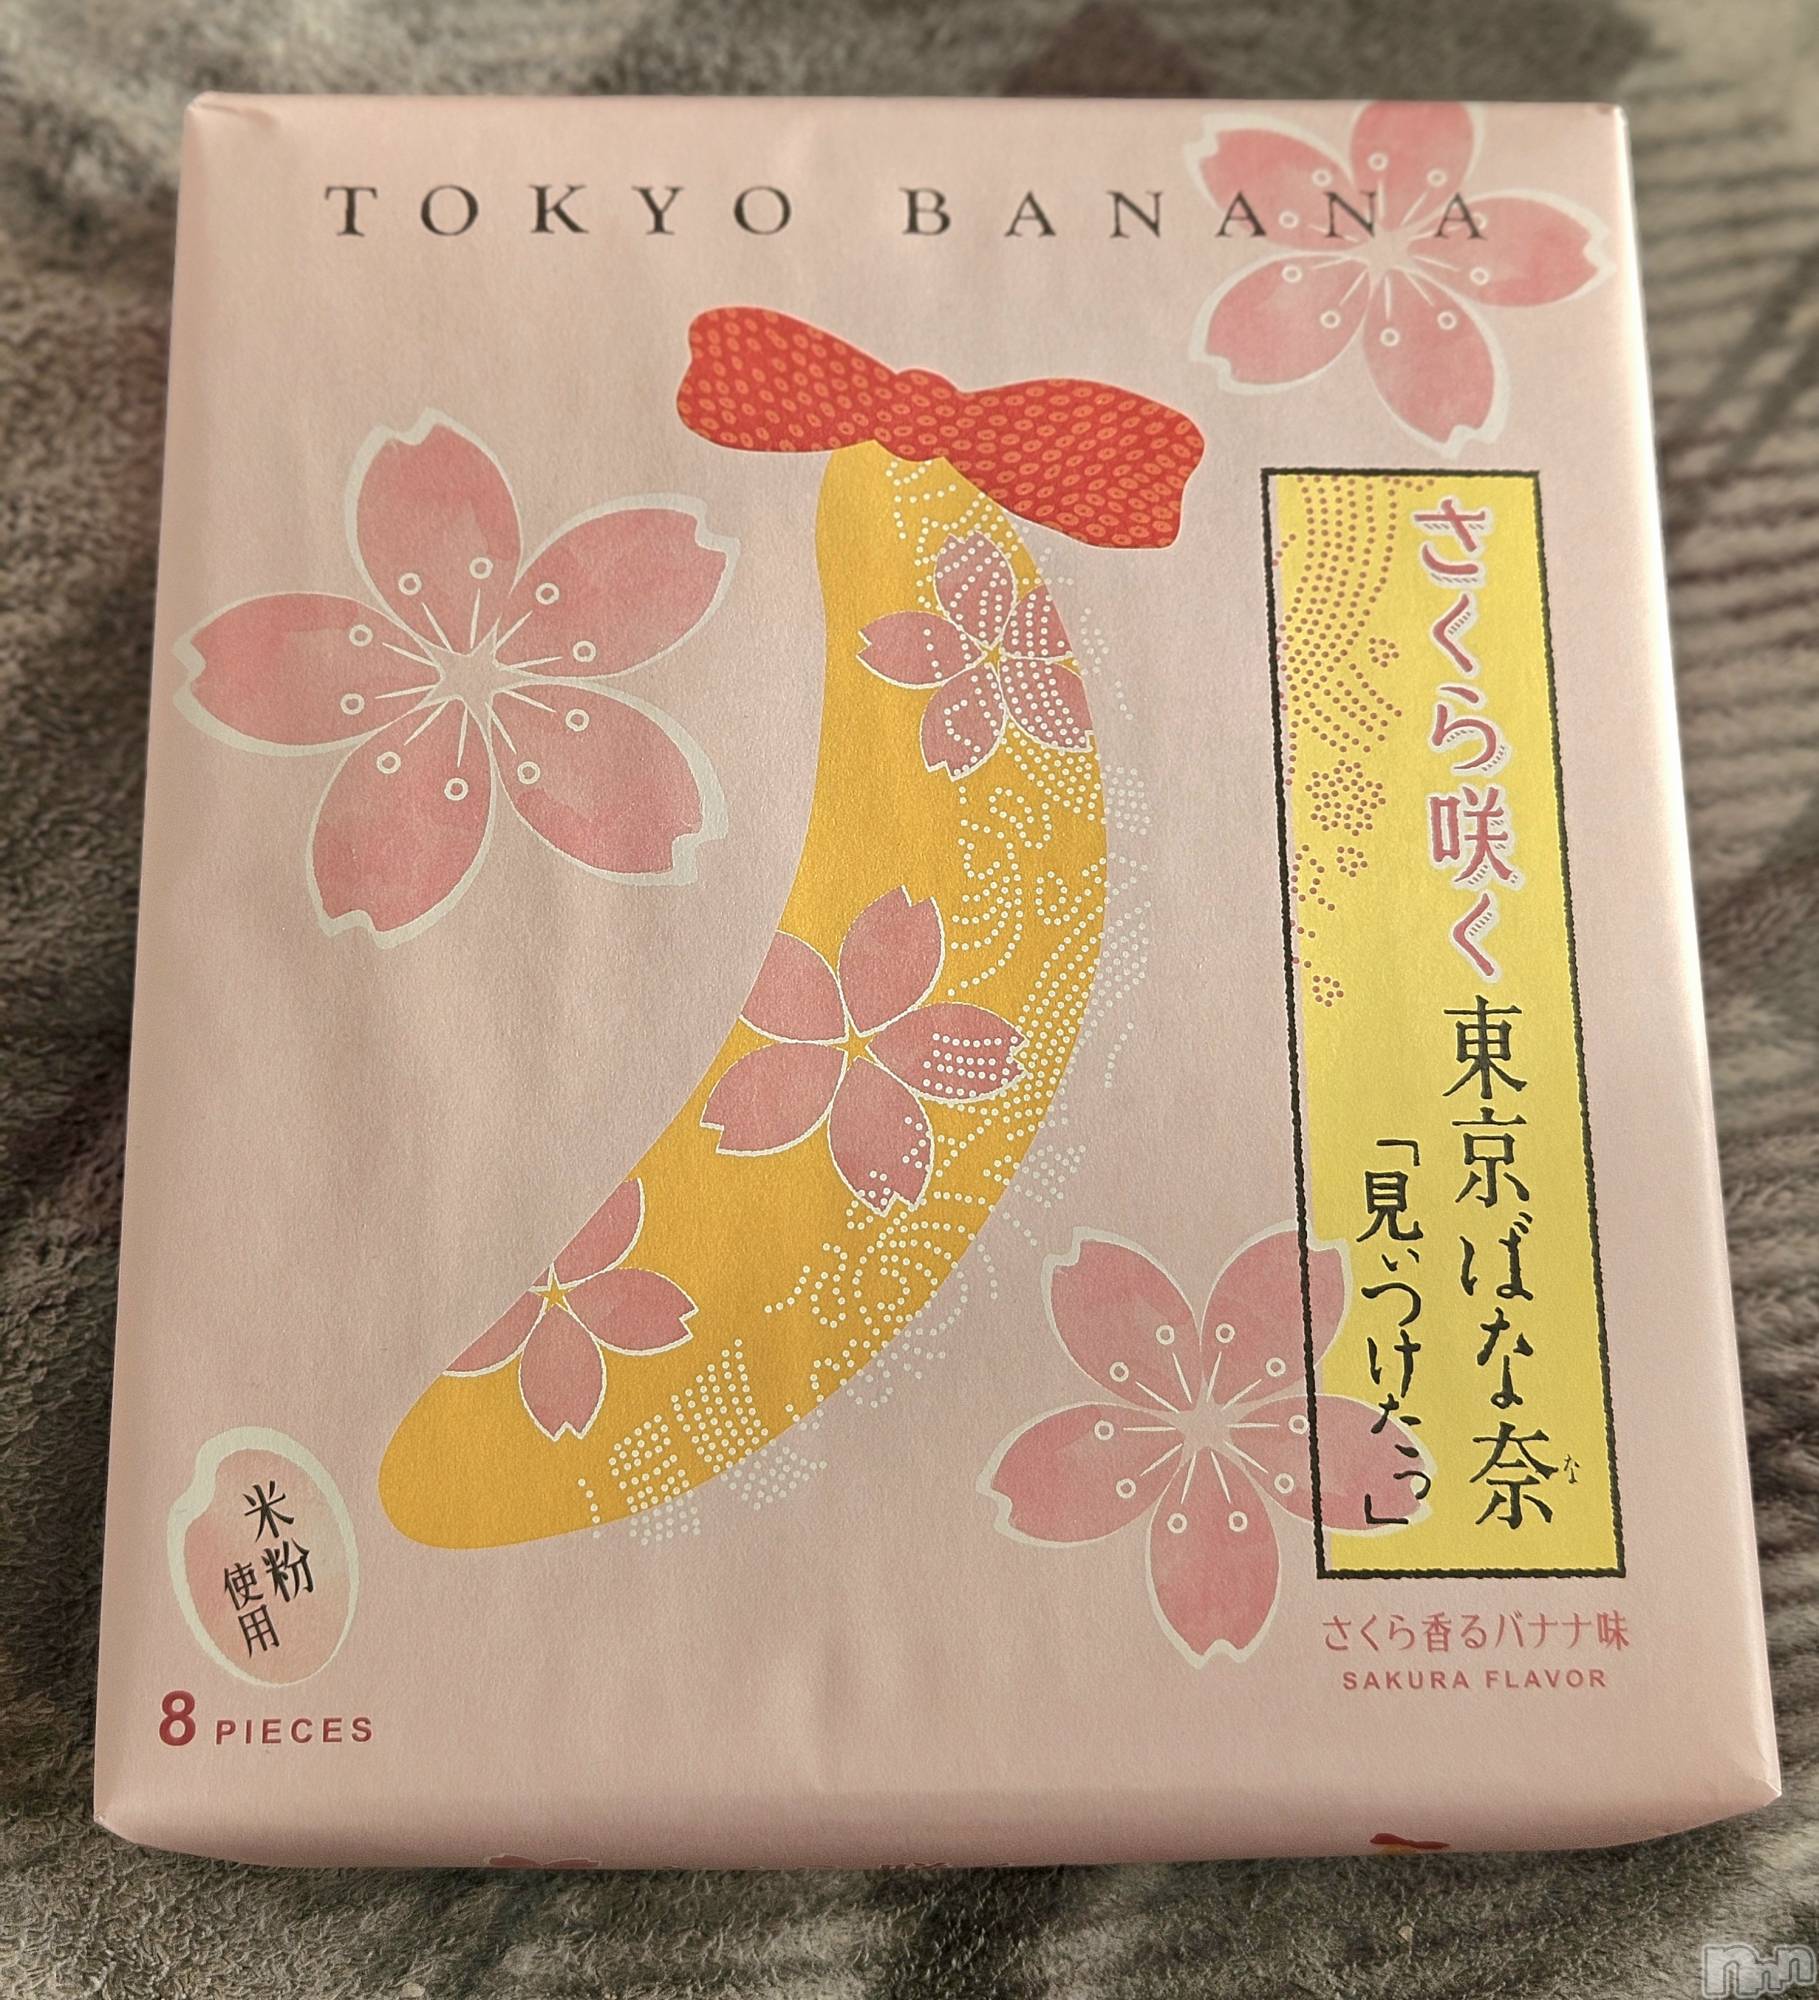 TOKYO BANANA
さくら咲く東京ばな奈
な
「見ぃつけたっ」
さくら香るバナナ味
SAKURA FLAVOR
米粉
使用
8 PIECES